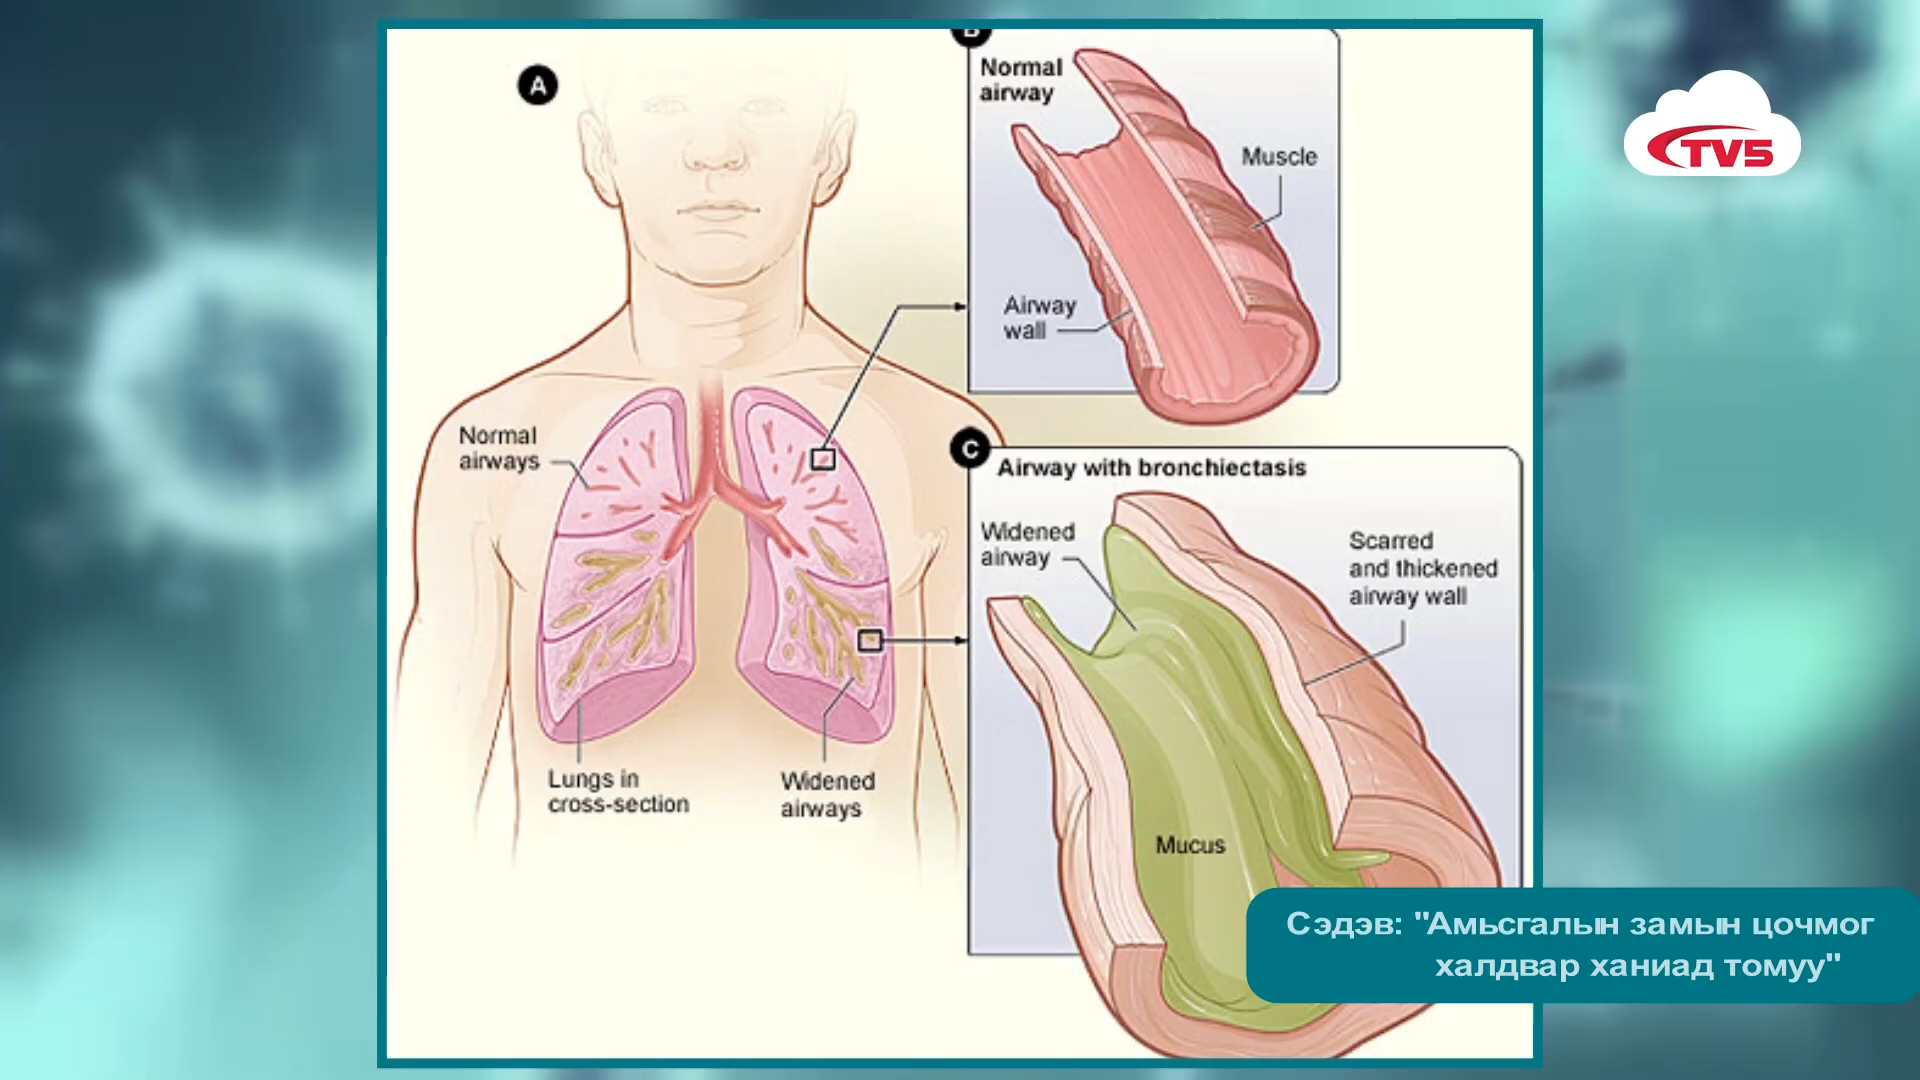 A
B
Normal
airway
Muscle
Airway
wall
TV5
Normal
airways
C
Airway with bronchiectasis
Widened
airway
Scarred
and thickened
airway wall
Lungs in
cross-section
Widened
airways
Mucus
Сэдэв: "Амьсгалын замын цочмог
халдвар ханиад томуу"